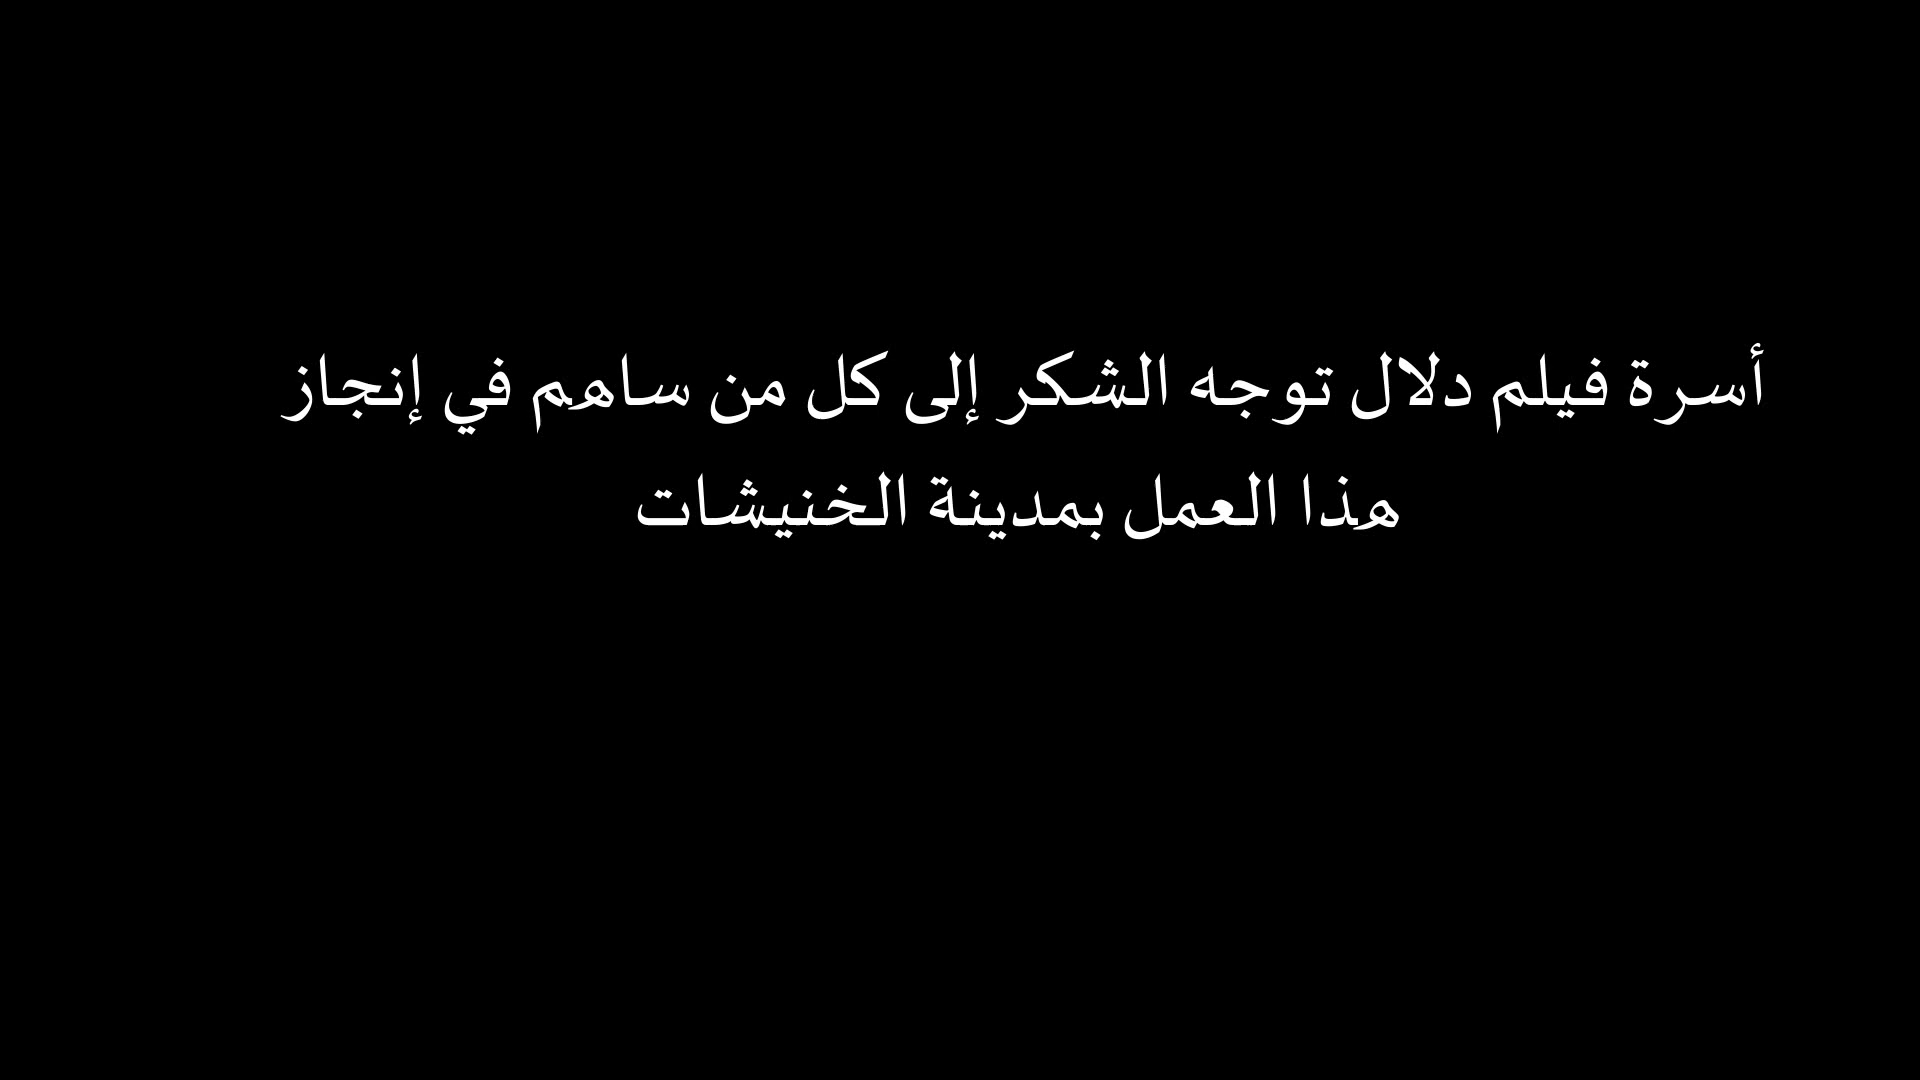 أسرة فيلم دلال توجه الشكر إلى كل من ساهم في إنجاز
هذا العمل بمدينة الخنيشات